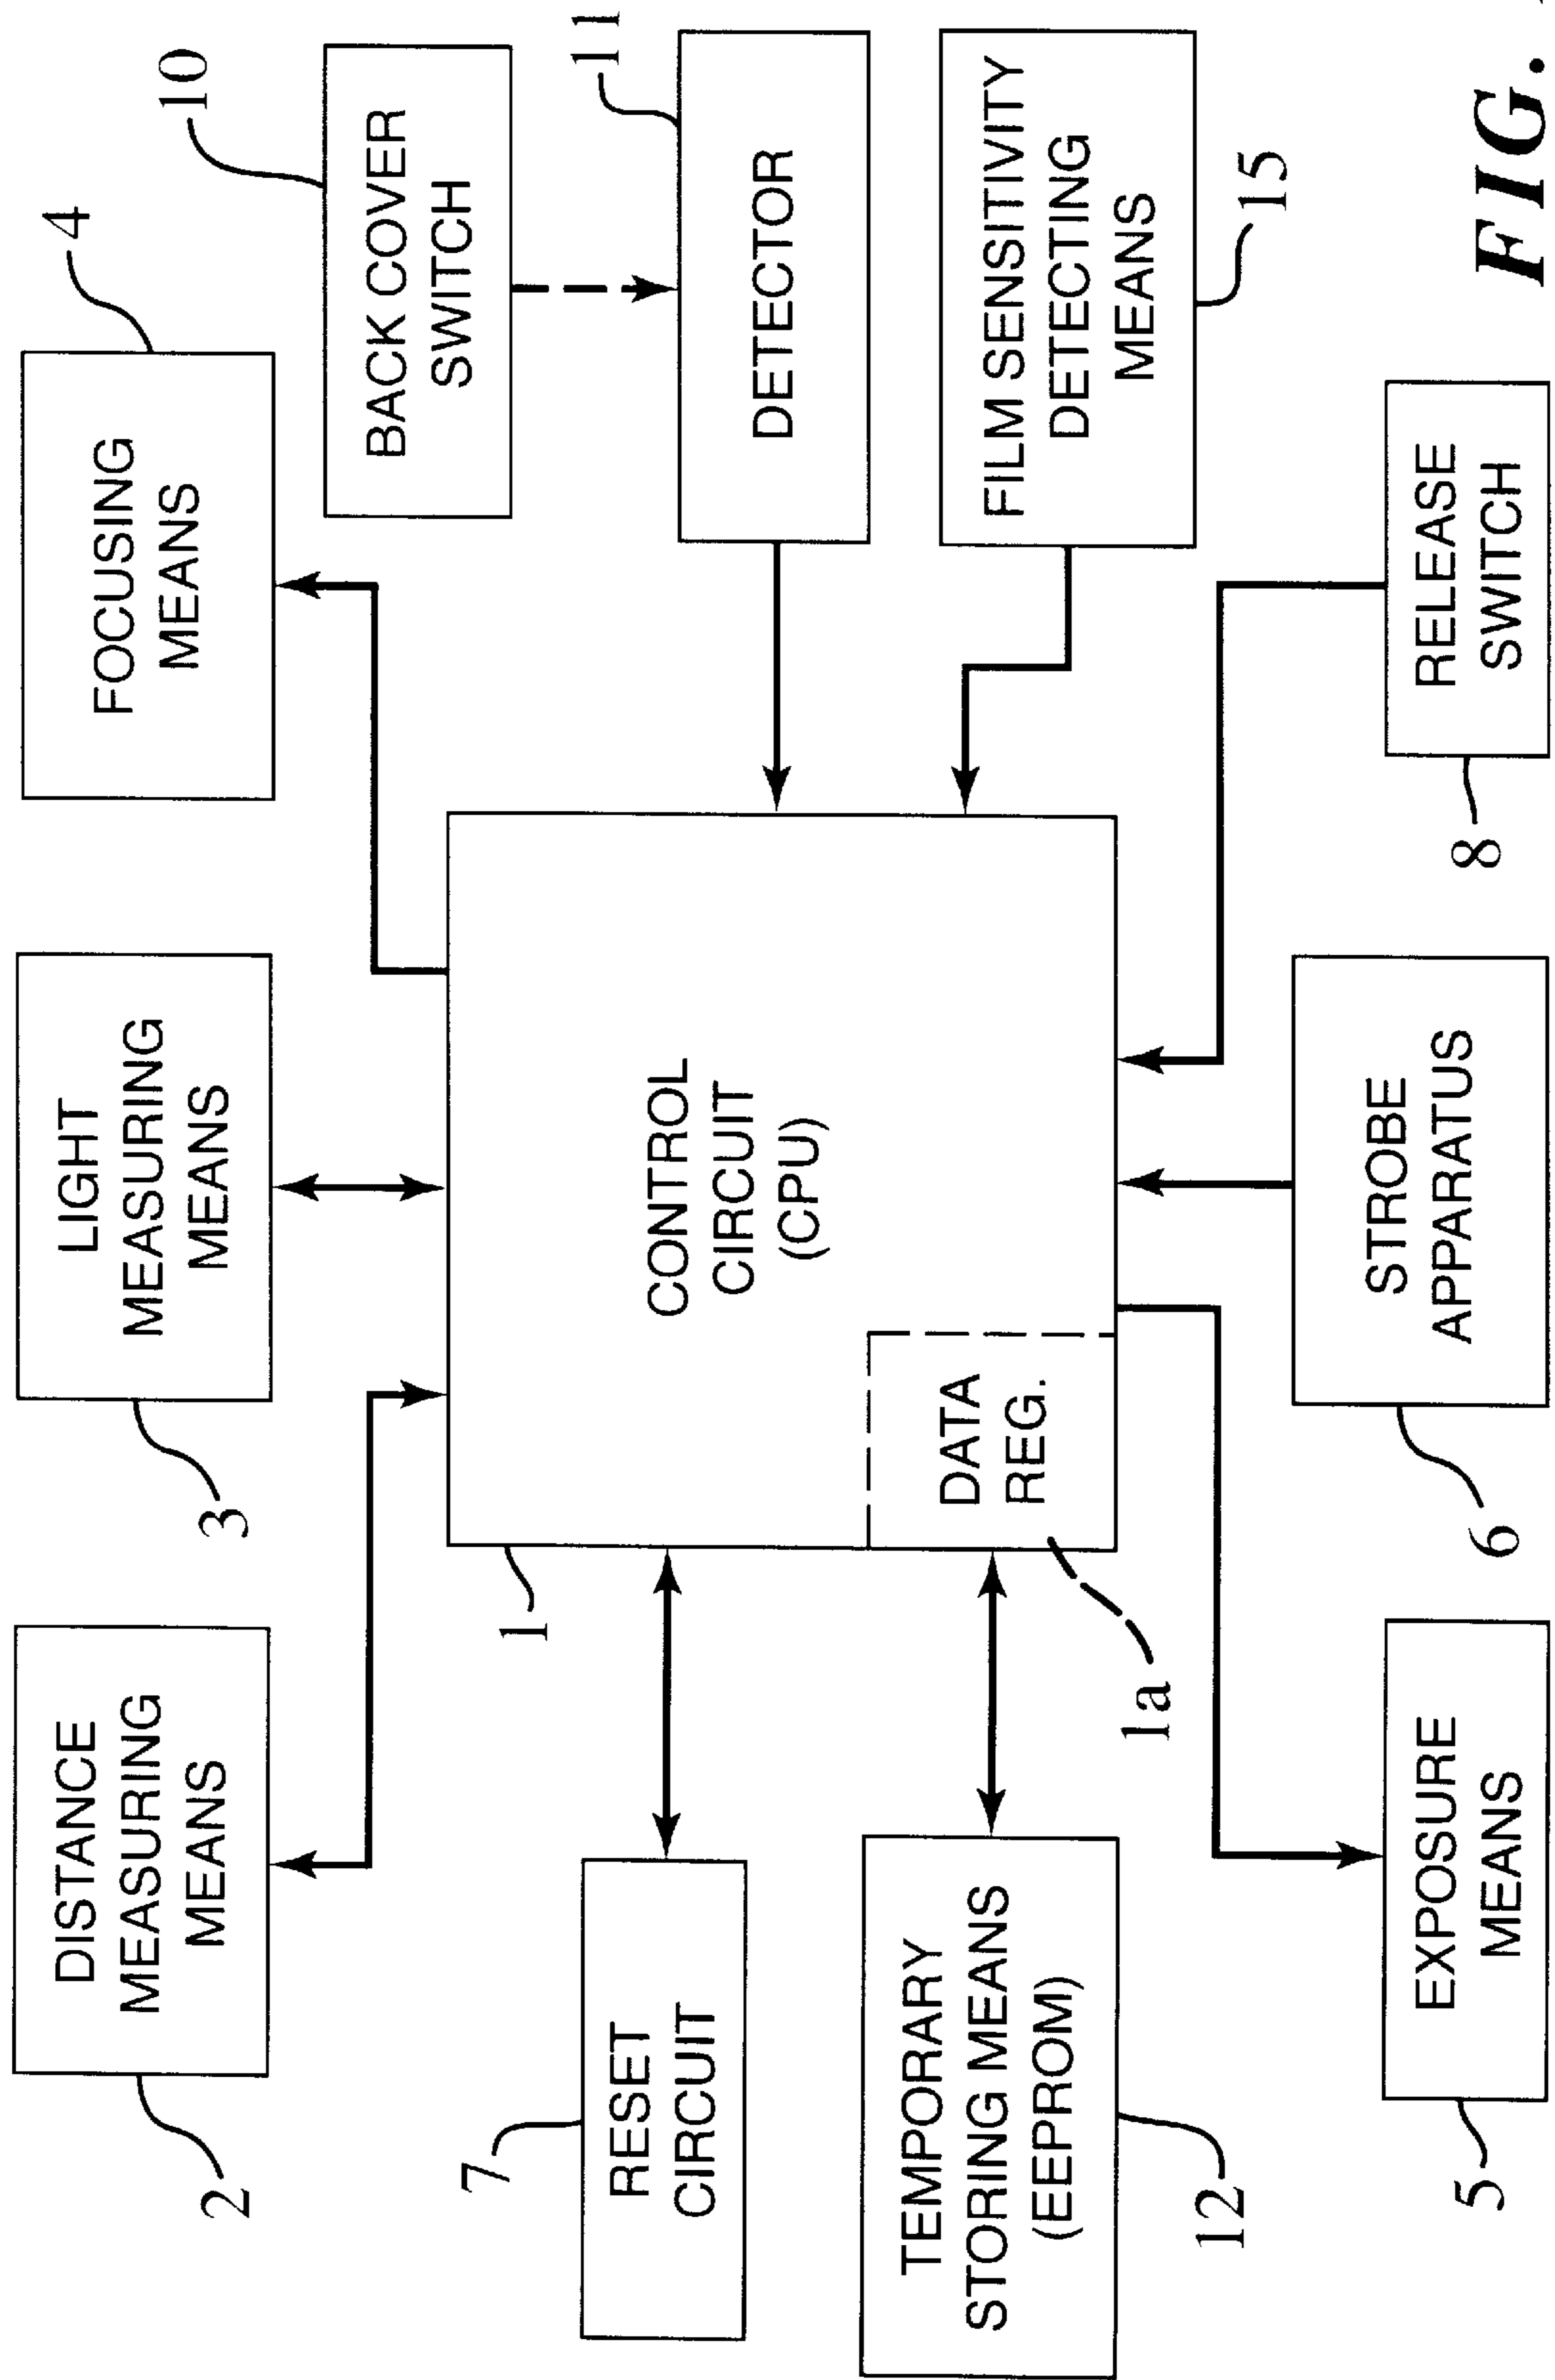 2
DISTANCE
MEASURING
MEANS
3
LIGHT
MEASURING
MEANS
4
FOCUSING
MEANS
10
BACK COVER
SWITCH
7
RESET
CIRCUIT
1
CONTROL
CIRCUIT
(CPU)
11
DETECTOR
12
TEMPORARY
STORING MEANS
(EEPROM)
1a
DATA
REG.
FILM SENSITIVITY
DETECTING
MEANS
15
5
EXPOSURE
MEANS
6
STROBE
APPARATUS
8
RELEASE
SWITCH
FIG.